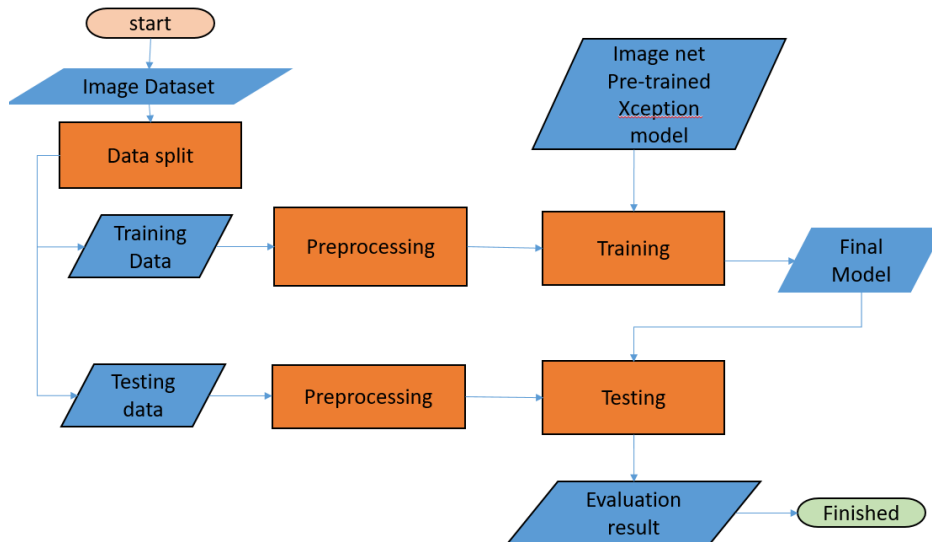 start
Image Dataset
Data split
Image net
Pre-trained
Xception
model
Training
Data
Preprocessing
Training
Final
Model
Testing
data
Preprocessing
Testing
Evaluation
result
Finished